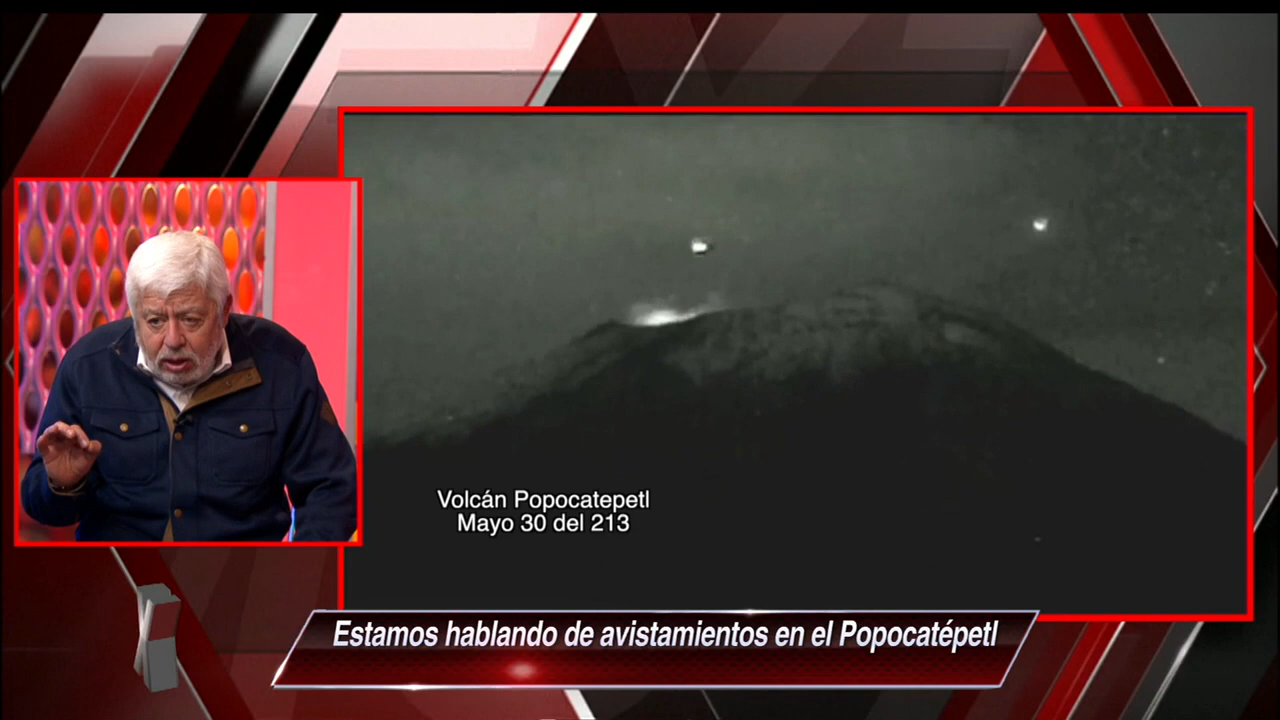 Volcán Popocatepetl
Mayo 30 del 213
Estamos hablando de avistamientos en el Popocatépetl